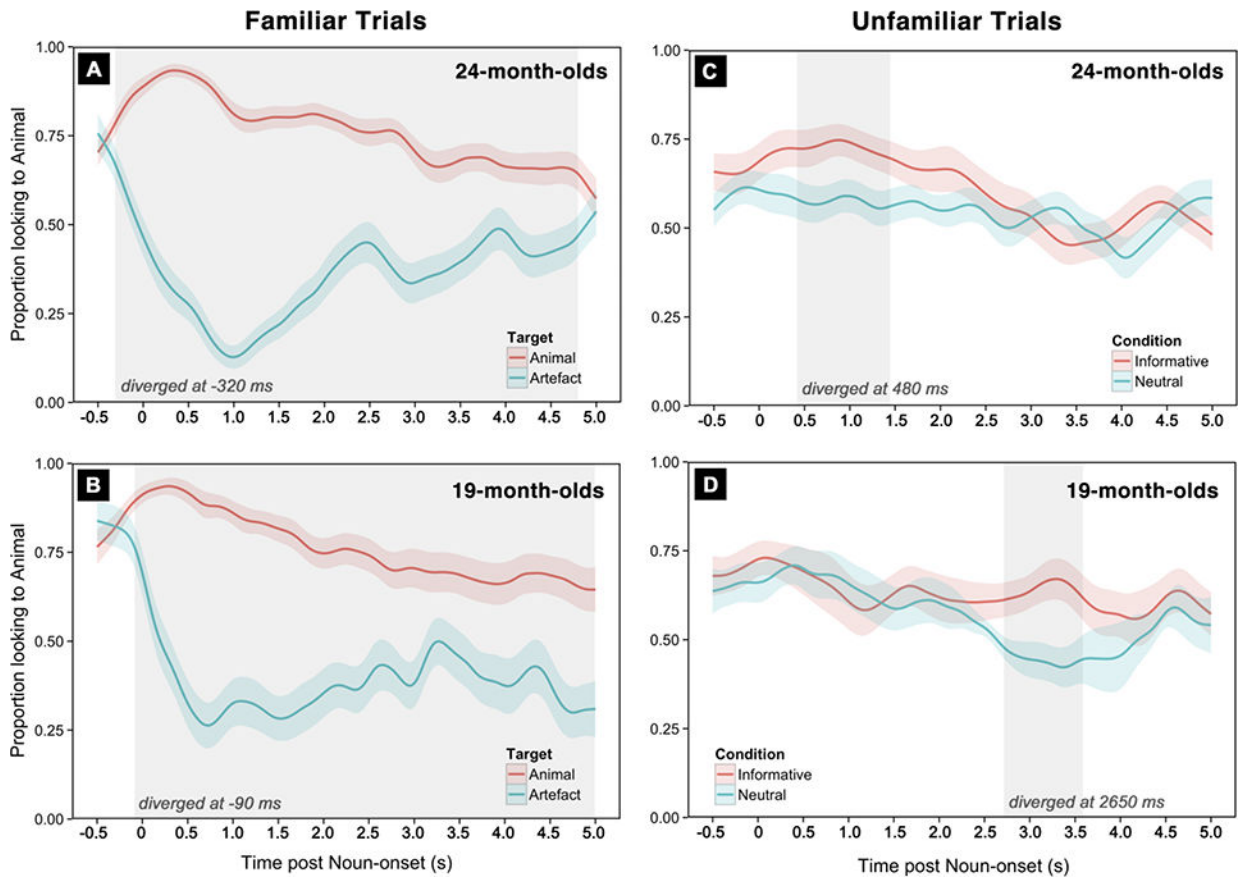 Familiar Trials
Unfamiliar Trials
A
24-month-olds
1.00
0.75
0.50
0.25
0.00
Proportion looking to Animal
Target
Animal
Artefact
diverged at -320 ms
-0.5 0 0.5 1.0 1.5 2.0 2.5 3.0 3.5 4.0 4.5 5.0
C
24-month-olds
1.00
0.75
0.50
0.25
0.00
Condition
Informative
Neutral
diverged at 480 ms
-0.5 0 0.5 1.0 1.5 2.0 2.5 3.0 3.5 4.0 4.5 5.0
B
19-month-olds
1.00
0.75
0.50
0.25
0.00
Proportion looking to Animal
Target
Animal
Artefact
diverged at -90 ms
-0.5 0 0.5 1.0 1.5 2.0 2.5 3.0 3.5 4.0 4.5 5.0
Time post Noun-onset (s)
D
19-month-olds
1.00
0.75
0.50
0.25
0.00
Condition
Informative
Neutral
diverged at 2650 ms
-0.5 0 0.5 1.0 1.5 2.0 2.5 3.0 3.5 4.0 4.5 5.0
Time post Noun-onset (s)